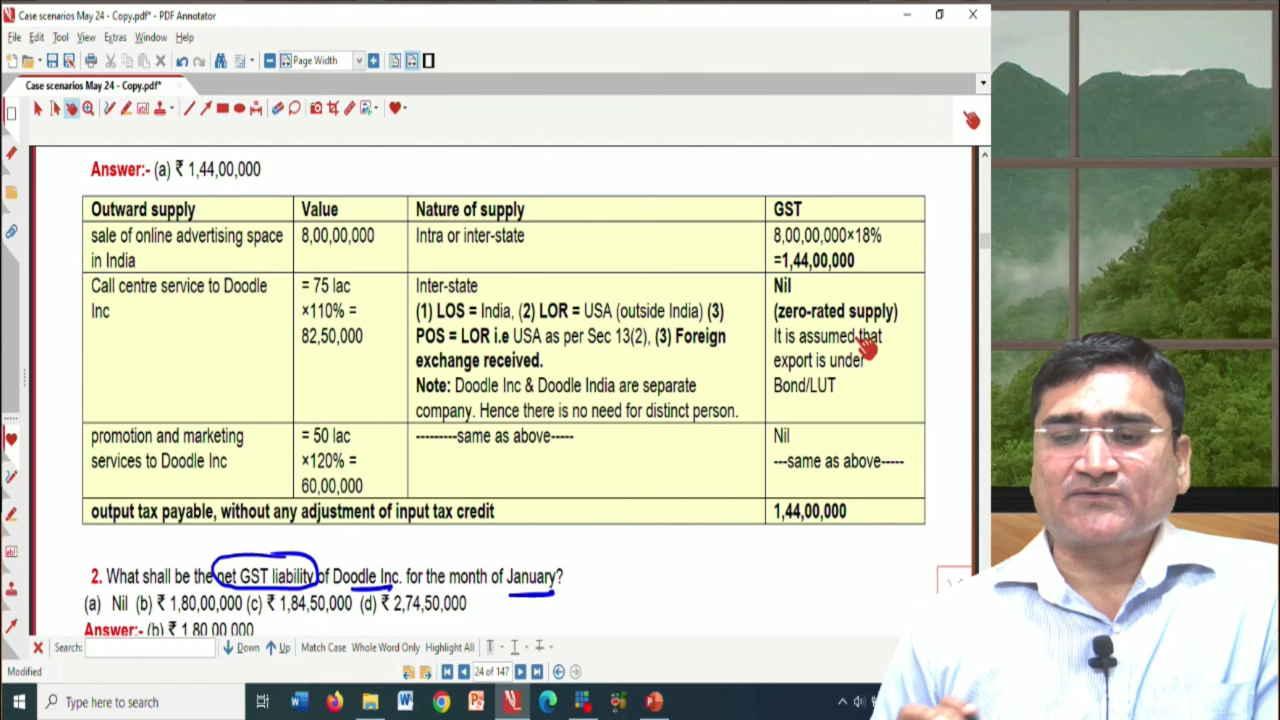 Case scenarios May 24 - Copy.pdf* - PDF Annotator
File Edit Tool View Extras Window Help
Page Width
Case scenarios May 24 - Copy.pdf*
Answer:- (a) ₹ 1,44,00,000
Outward supply Value Nature of supply GST
sale of online advertising space 8,00,00,000 Intra or inter-state 8,00,00,000×18%
in India =1,44,00,000
Call centre service to Doodle = 75 lac Inter-state Nil
Inc ×110% = (1) LOS = India, (2) LOR = USA (outside India) (3) (zero-rated supply)
82,50,000 POS = LOR i.e USA as per Sec 13(2), (3) Foreign It is assumed that
exchange received. export is under
Note: Doodle Inc & Doodle India are separate Bond/LUT
company. Hence there is no need for distinct person.
promotion and marketing = 50 lac ---------same as above----- Nil
services to Doodle Inc ×120% = ---same as above-----
60,00,000
output tax payable, without any adjustment of input tax credit 1,44,00,000
2. What shall be the net GST liability of Doodle Inc. for the month of January?
(a) Nil (b) ₹ 1,80,00,000 (c) ₹ 1,84,50,000 (d) ₹ 2,74,50,000
Answer:- (b) ₹ 1,80,00,000
Search: Down Up Match Case Whole Word Only Highlight All
Modified 24 of 147
Type here to search